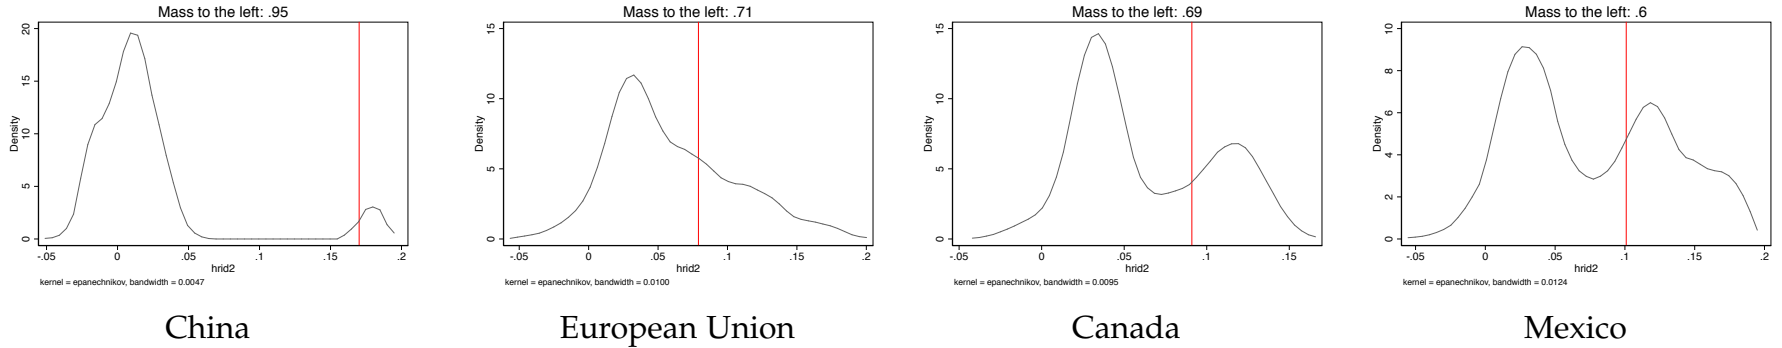 Mass to the left: .95
20
15
10
5
0
Density
-.05 0 .05 .1 .15 .2
hrid2
kernel = epanechnikov, bandwidth = 0.0047
China
Mass to the left: .71
15
10
5
0
Density
-.05 0 .05 .1 .15 .2
hrid2
kernel = epanechnikov, bandwidth = 0.0100
European Union
Mass to the left: .69
15
10
5
0
Density
-.05 0 .05 .1 .15
hrid2
kernel = epanechnikov, bandwidth = 0.0095
Canada
Mass to the left: .6
10
8
6
4
2
0
Density
-.05 0 .05 .1 .15 .2
hrid2
kernel = epanechnikov, bandwidth = 0.0124
Mexico